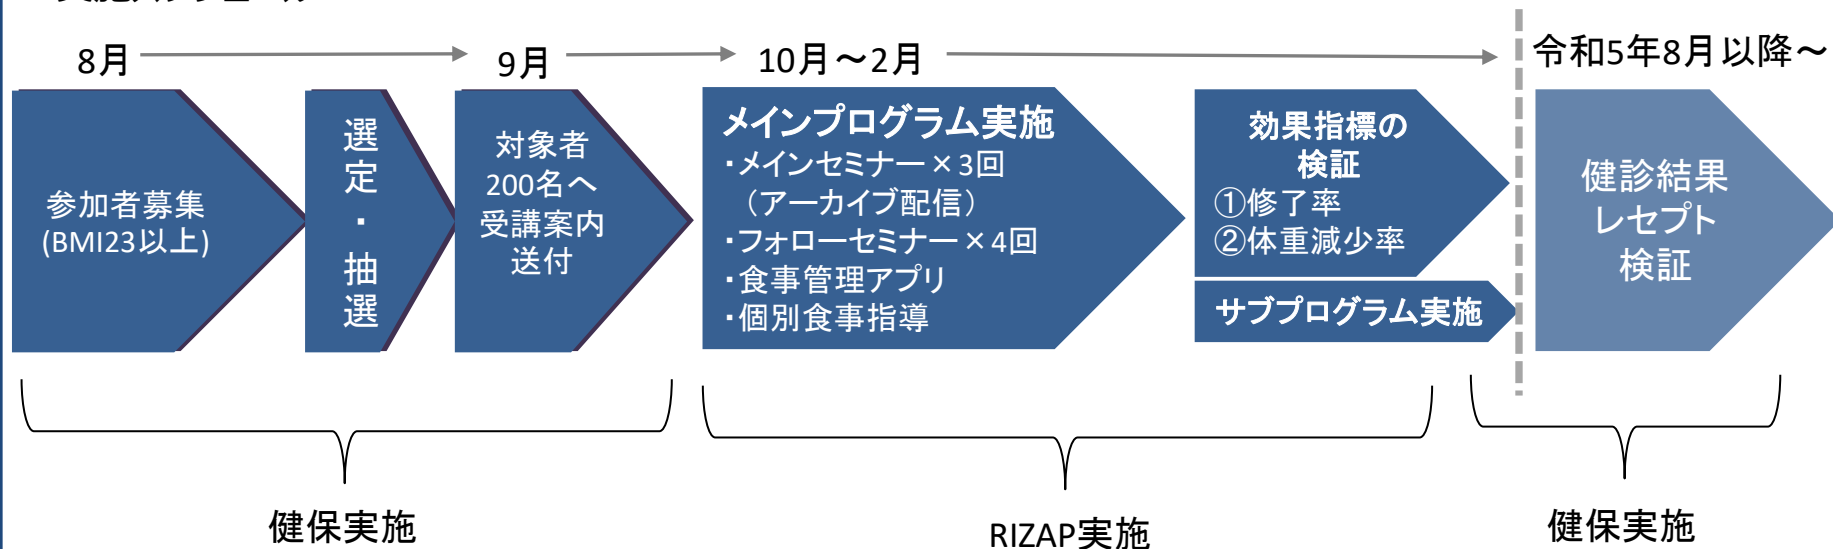 8月
9月
10月～2月
令和5年8月以降～
参加者募集
(BMI23以上)
選定・抽選
対象者
200名へ
受講案内
送付
メインプログラム実施
・メインセミナー×3回
（アーカイブ配信）
・フォローセミナー×4回
・食事管理アプリ
・個別食事指導
効果指標の
検証
①修了率
②体重減少率
サブプログラム実施
健診結果
レセプト
検証
健保実施
RIZAP実施
健保実施